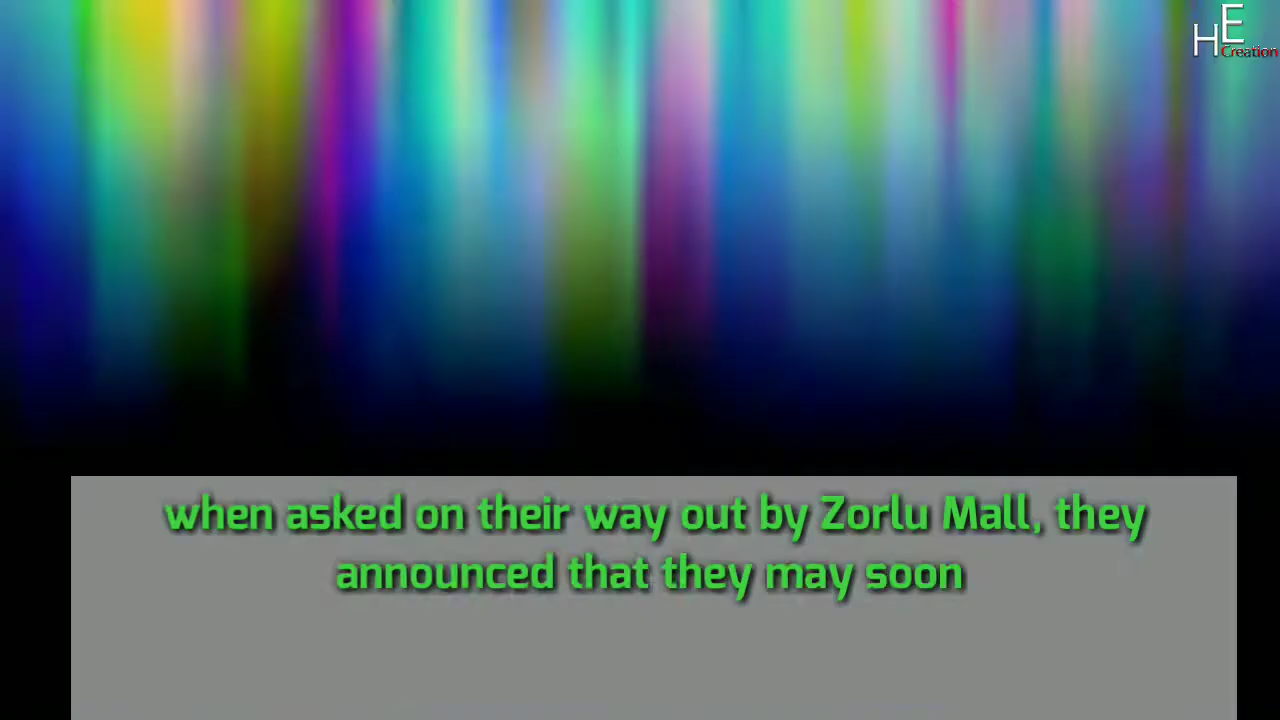 HE
Creation
when asked on their way out by Zorlu Mall, they
announced that they may soon